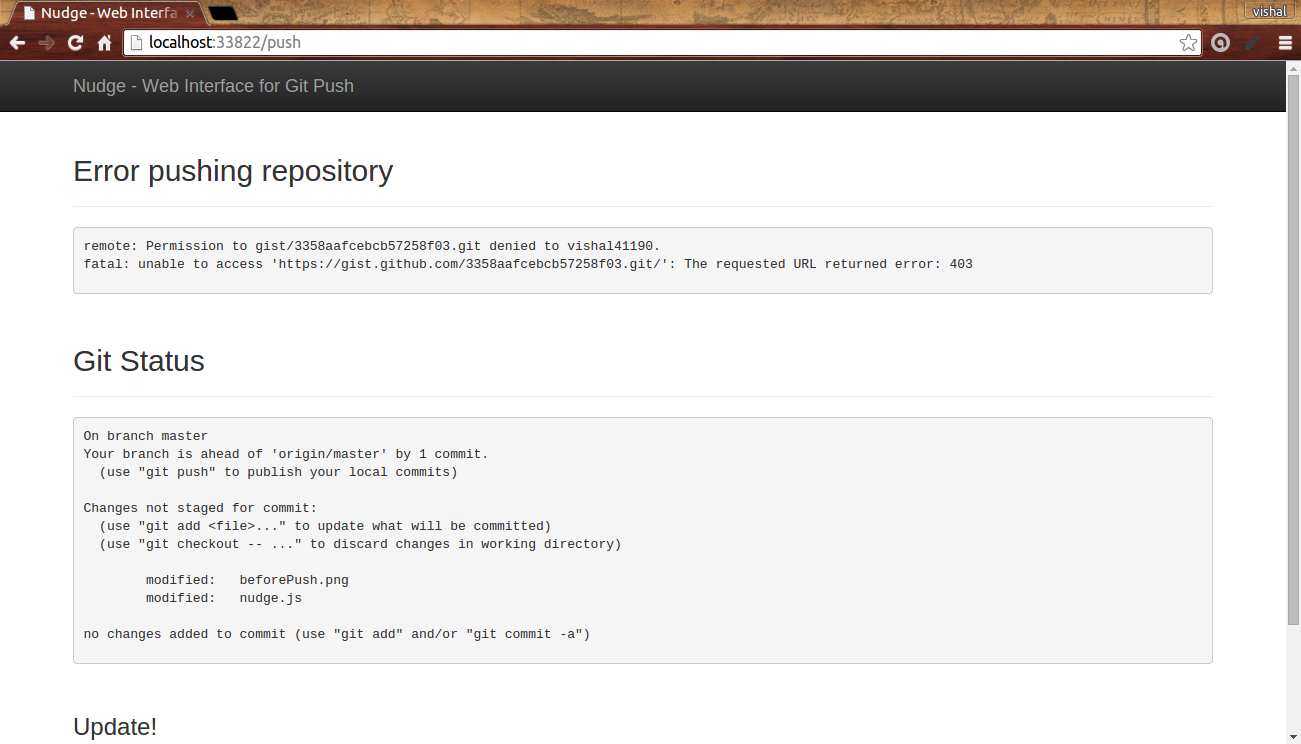 Nudge - Web Interfa
vishal
localhost:33822/push
Nudge - Web Interface for Git Push
Error pushing repository
remote: Permission to gist/3358aafcebcb57258f03.git denied to vishal41190.
fatal: unable to access 'https://gist.github.com/3358aafcebcb57258f03.git/': The requested URL returned error: 403
Git Status
On branch master
Your branch is ahead of 'origin/master' by 1 commit.
(use "git push" to publish your local commits)
Changes not staged for commit:
(use "git add <file>..." to update what will be committed)
(use "git checkout -- ..." to discard changes in working directory)
modified:   beforePush.png
modified:   nudge.js
no changes added to commit (use "git add" and/or "git commit -a")
Update!